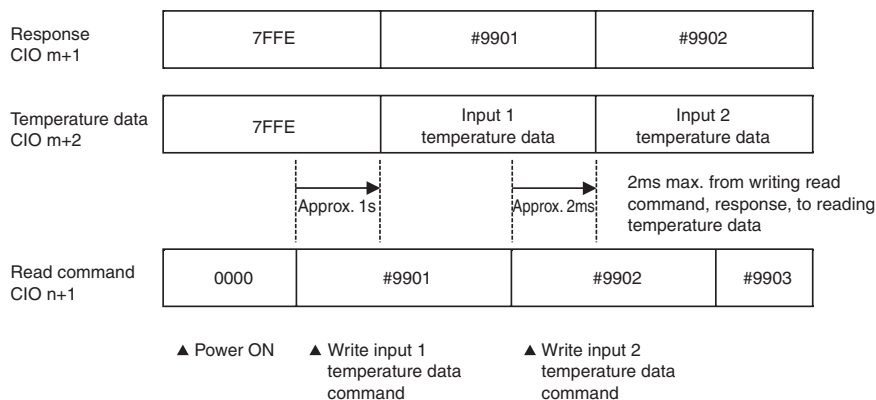 Response
CIO m+1
7FFE
#9901
#9902
Temperature data
CIO m+2
7FFE
Input 1
temperature data
Input 2
temperature data
Approx. 1s
Approx. 2ms
2ms max. from writing read
command, response, to reading
temperature data
Read command
CIO n+1
0000
#9901
#9902
#9903
▲ Power ON
▲ Write input 1
temperature data
command
▲ Write input 2
temperature data
command